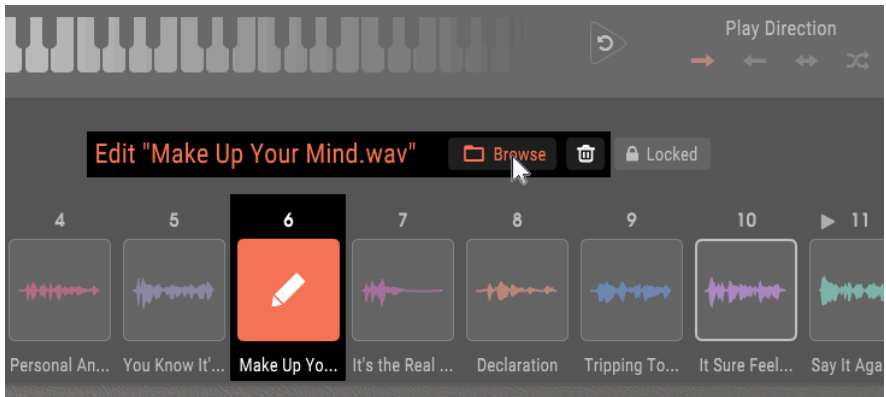 Play Direction
Edit "Make Up Your Mind.wav" Browse Locked
4 5 6 7 8 9 10 11
Personal An... You Know It'... Make Up Yo... It's the Real ... Declaration Tripping To... It Sure Feel... Say It Aga